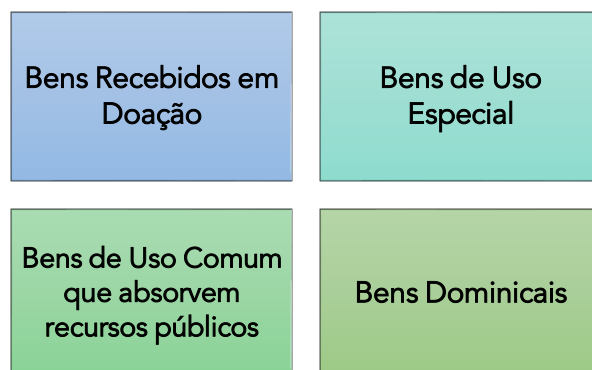 Bens Recebidos em
Doação
Bens de Uso
Especial
Bens de Uso Comum
que absorvem
recursos públicos
Bens Dominicais